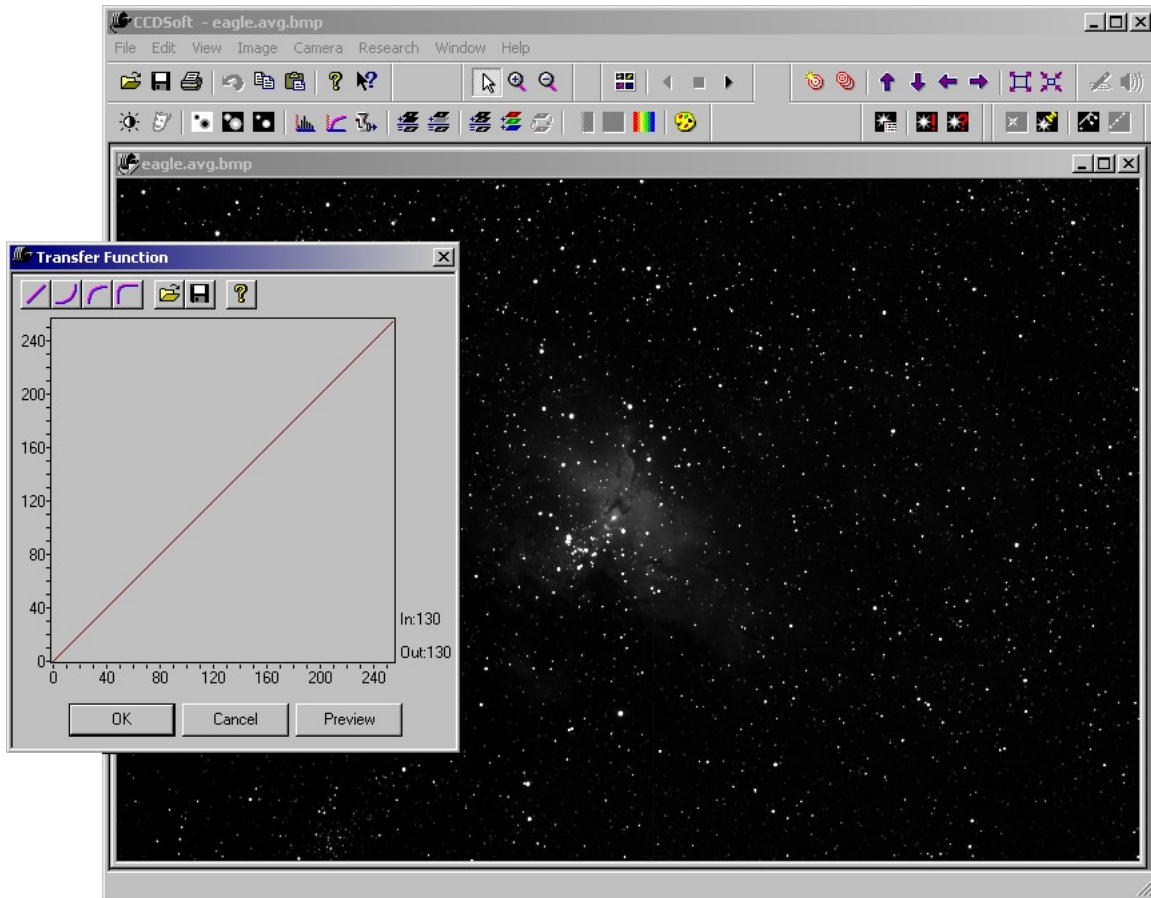 CCDSoft - eagle.avg.bmp
File Edit View Image Camera Research Window Help
eagle.avg.bmp
Transfer Function
240
200
160
120
80
40
0
In:130
Out:130
0 40 80 120 160 200 240
OK Cancel Preview